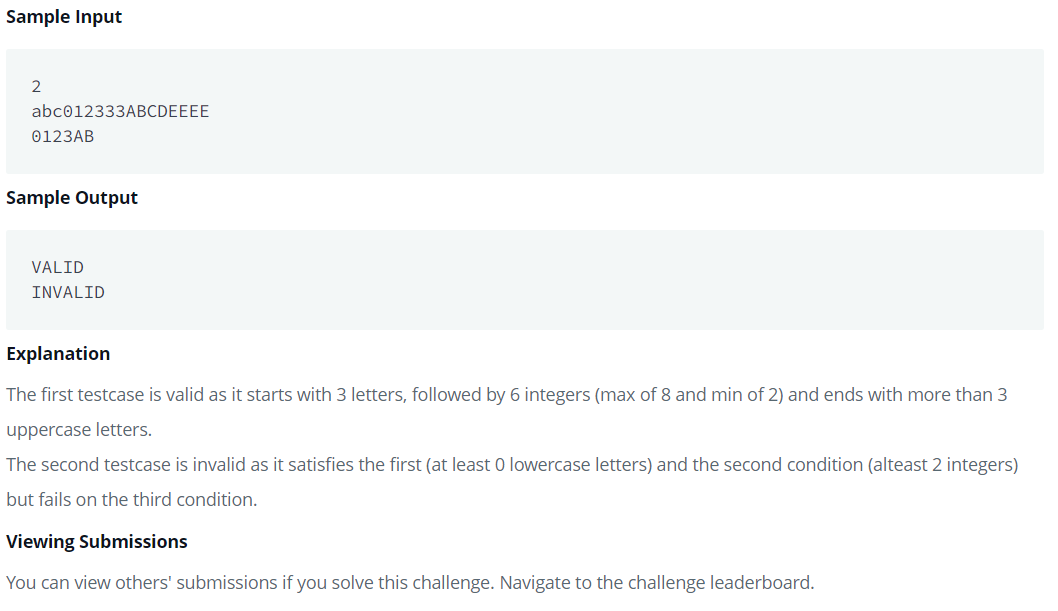 Sample Input
2
abc012333ABCDEEEE
0123AB
Sample Output
VALID
INVALID
Explanation
The first testcase is valid as it starts with 3 letters, followed by 6 integers (max of 8 and min of 2) and ends with more than 3
uppercase letters.
The second testcase is invalid as it satisfies the first (at least 0 lowercase letters) and the second condition (alteast 2 integers)
but fails on the third condition.
Viewing Submissions
You can view others' submissions if you solve this challenge. Navigate to the challenge leaderboard.